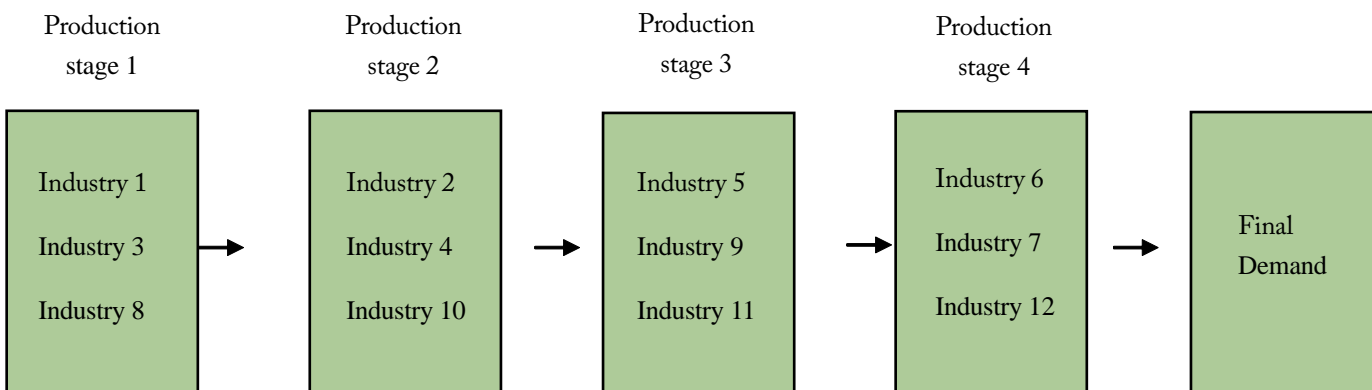 Production
stage 1
Production
stage 2
Production
stage 3
Production
stage 4
Industry 1
Industry 3
Industry 8
Industry 2
Industry 4
Industry 10
Industry 5
Industry 9
Industry 11
Industry 6
Industry 7
Industry 12
Final
Demand